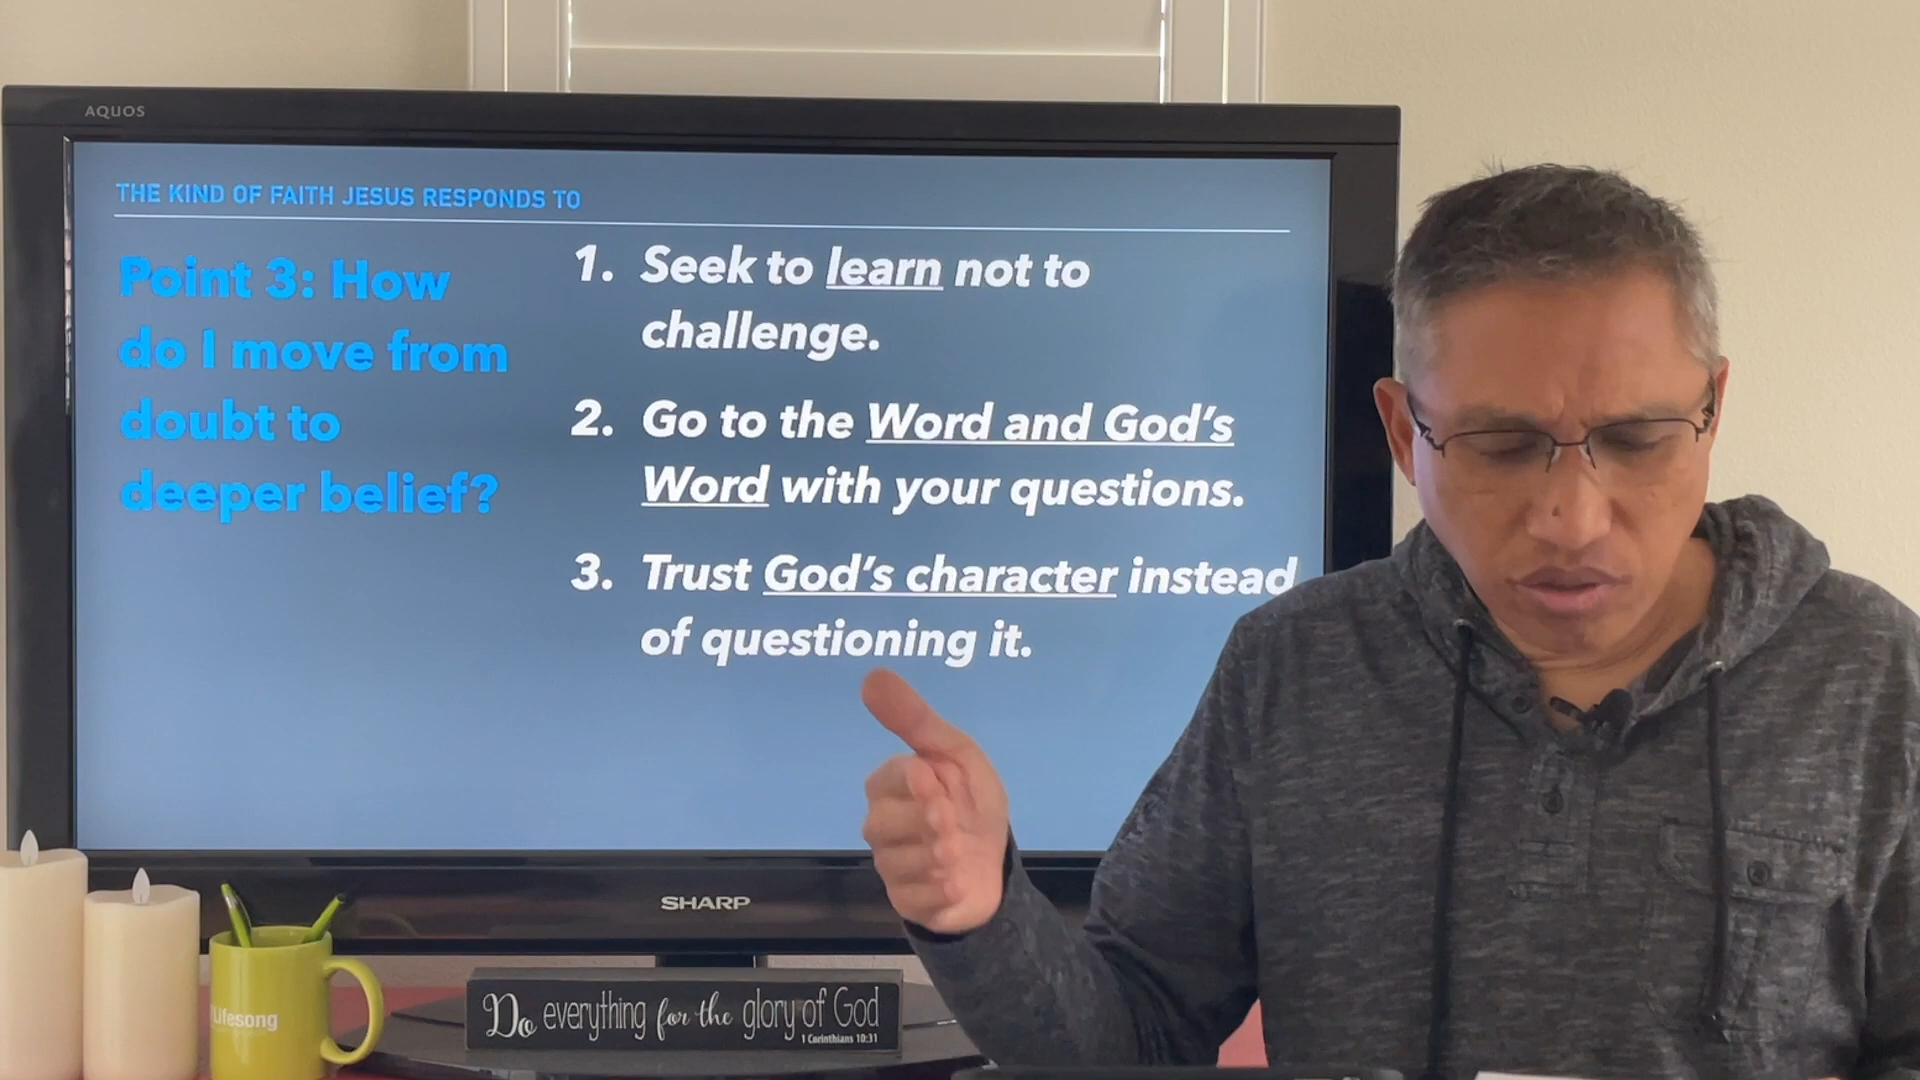 AQUOS
THE KIND OF FAITH JESUS RESPONDS TO
Point 3: How
do I move from
doubt to
deeper belief?
1. Seek to learn not to
challenge.
2. Go to the Word and God's
Word with your questions.
3. Trust God's character instead
of questioning it.
SHARP
Lifesong
Do everything for the glory of God
1 Corinthians 10:31